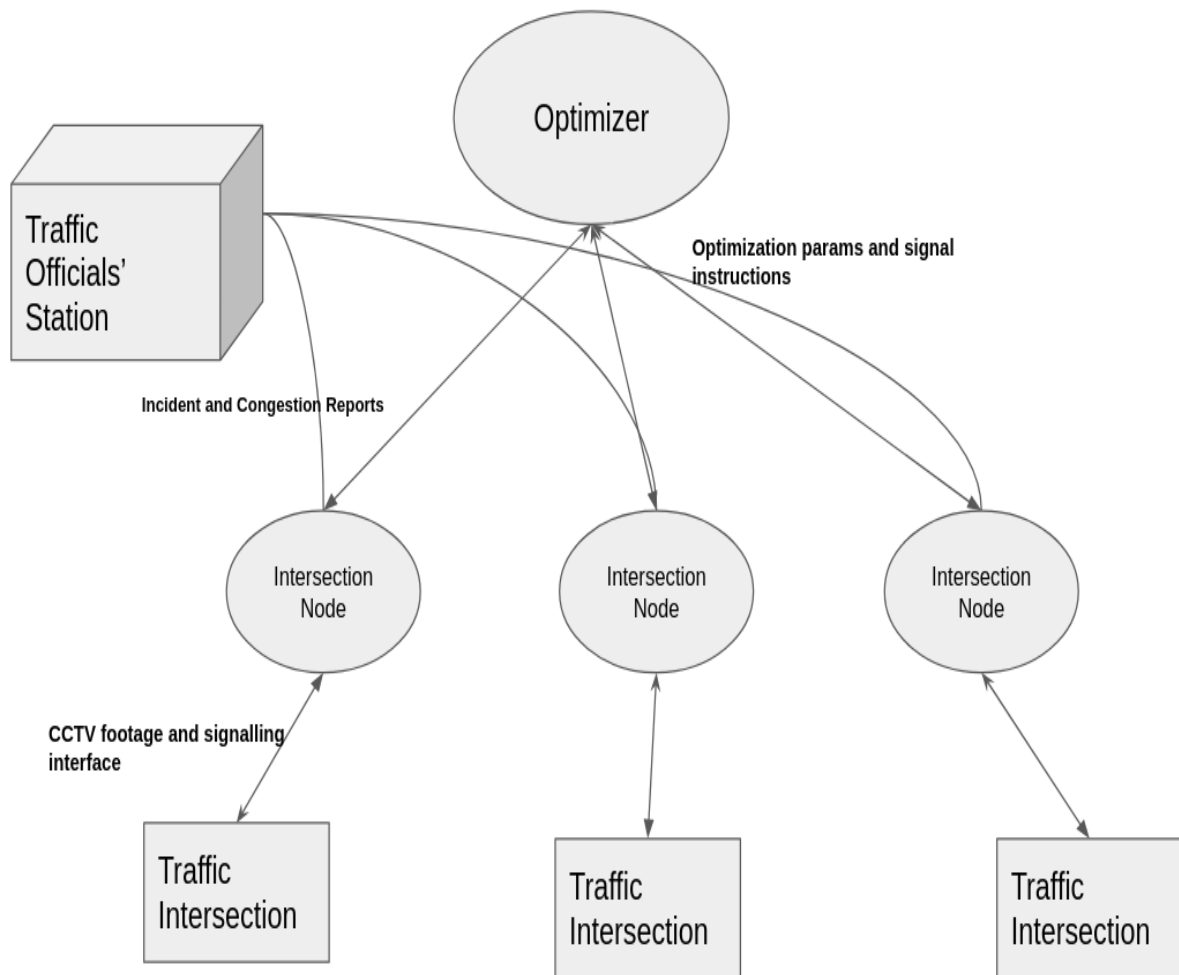 Optimizer
Traffic
Officials'
Station
Optimization params and signal
instructions
Incident and Congestion Reports
Intersection
Node
Intersection
Node
Intersection
Node
CCTV footage and signalling
interface
Traffic
Intersection
Traffic
Intersection
Traffic
Intersection